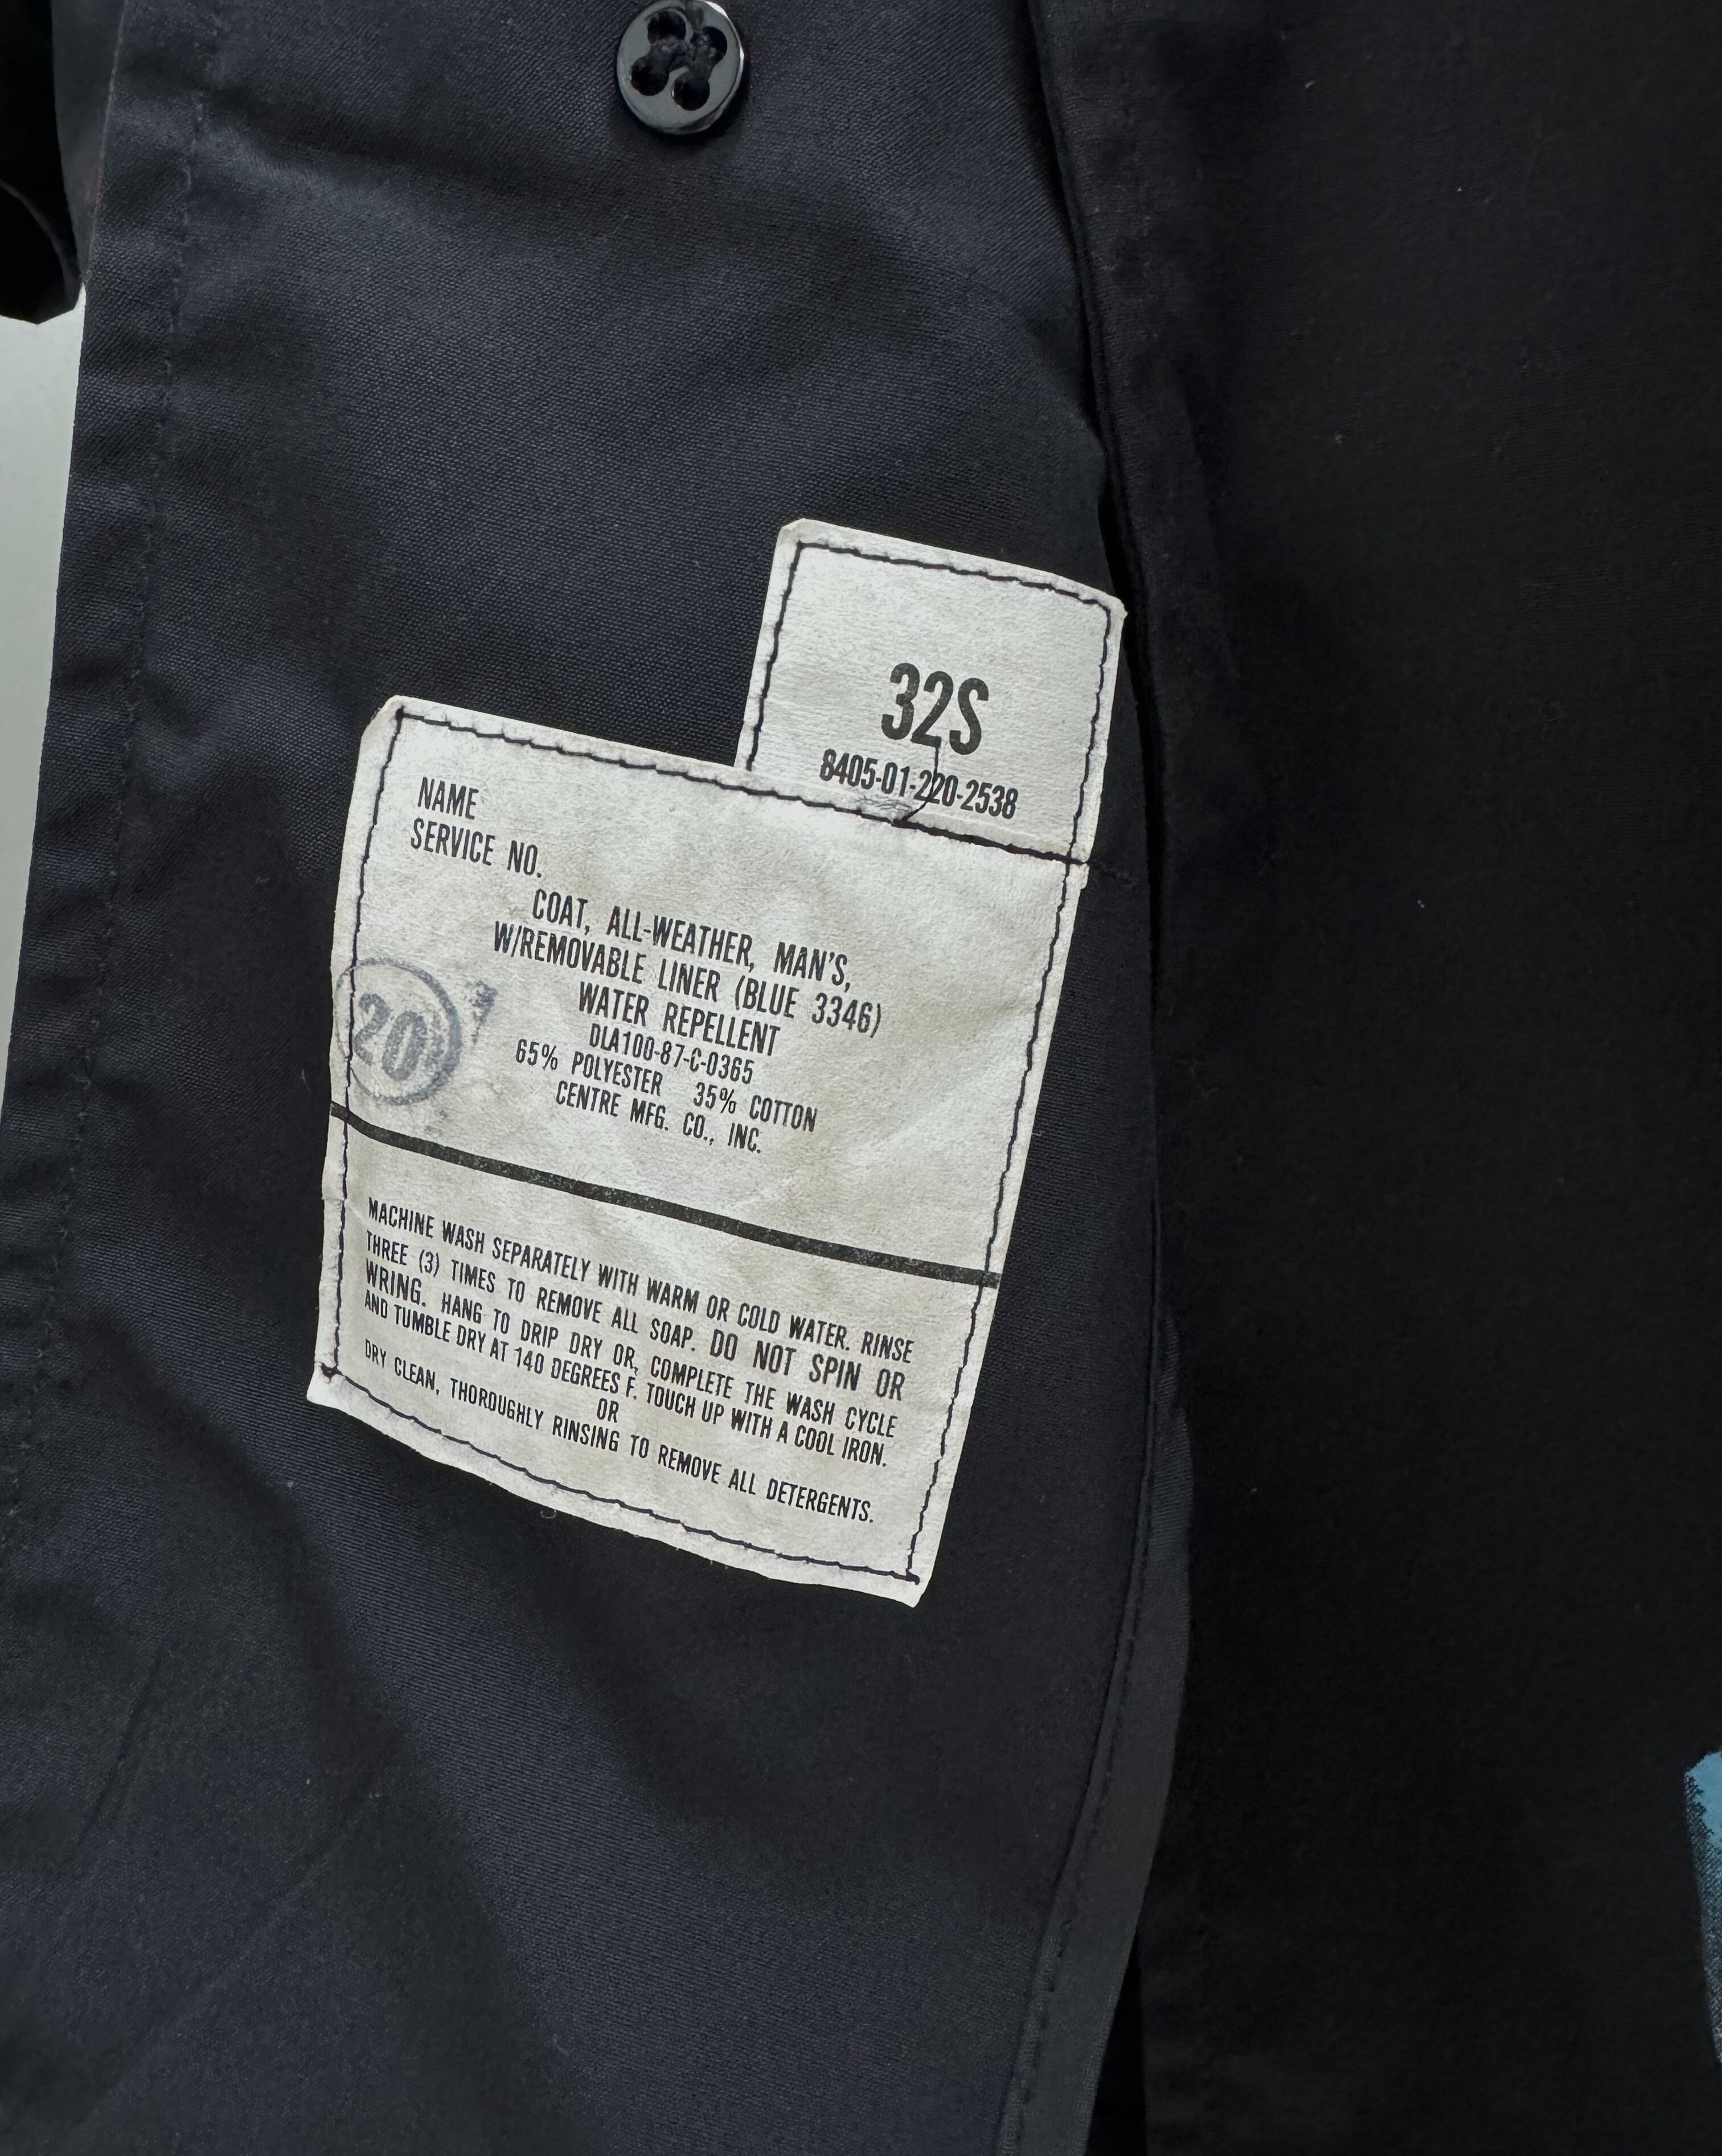 32S
8405-01-220-2538
NAME
SERVICE NO.
COAT, ALL-WEATHER, MAN'S,
W/REMOVABLE LINER (BLUE 3346)
WATER REPELLENT
DLA100-87-C-0365
65% POLYESTER 35% COTTON
CENTRE MFG. CO., INC.
20
MACHINE WASH SEPARATELY WITH WARM OR COLD WATER. RINSE
THREE (3) TIMES TO REMOVE ALL SOAP. DO NOT SPIN OR
WRING. HANG TO DRIP DRY OR, COMPLETE THE WASH CYCLE
AND TUMBLE DRY AT 140 DEGREES F. TOUCH UP WITH A COOL IRON.
OR
DRY CLEAN, THOROUGHLY RINSING TO REMOVE ALL DETERGENTS.